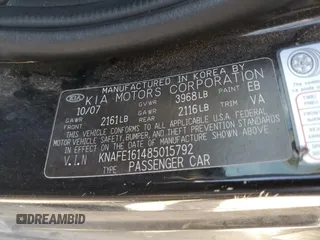 MANUFACTURED IN KOREA BY
KIA KIA MOTORS CORPORATION
10/07 GVWR 3968LB PAINT EB
GAWR FRONT 2161LB GAWR REAR 2116LB TRIM VA
THIS VEHICLE CONFORMS TO ALL APPLICABLE U.S.A. FEDERAL
MOTOR VEHICLE SAFETY, BUMPER, AND THEFT PREVENTION
STANDARDS IN EFFECT ON THE DATE OF MANUFACTURE SHOWN ABOVE.
V.I.N KNAFE161485015792
TYPE: PASSENGER CAR
DREAMBID